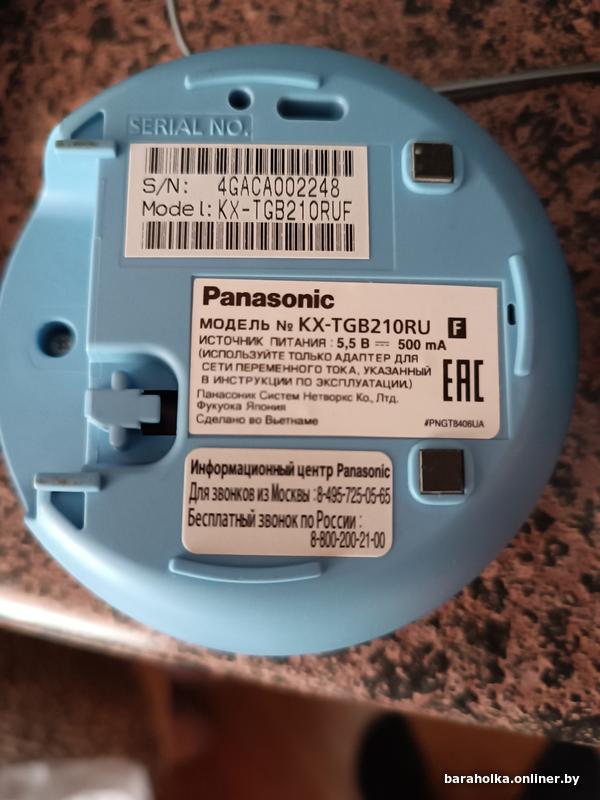 SERIAL NO.
S/N: 4GACA002248
Model: KX-TGB210RUF
Panasonic
МОДЕЛЬ № KX-TGB210RU F
ИСТОЧНИК ПИТАНИЯ : 5,5 В ⎓ 500 mA
(ИСПОЛЬЗУЙТЕ ТОЛЬКО АДАПТЕР ДЛЯ
СЕТИ ПЕРЕМЕННОГО ТОКА, УКАЗАННЫЙ
В ИНСТРУКЦИИ ПО ЭКСПЛУАТАЦИИ.)
EAC
Панасоник Систем Нетворкс Ко., Лтд.
Фукуока Япония
Сделано во Вьетнаме
#PNGT8406UA
Информационный центр Panasonic
Для звонков из Москвы : 8-495-725-05-65
Бесплатный звонок по России :
8-800-200-21-00
baraholka.onliner.by